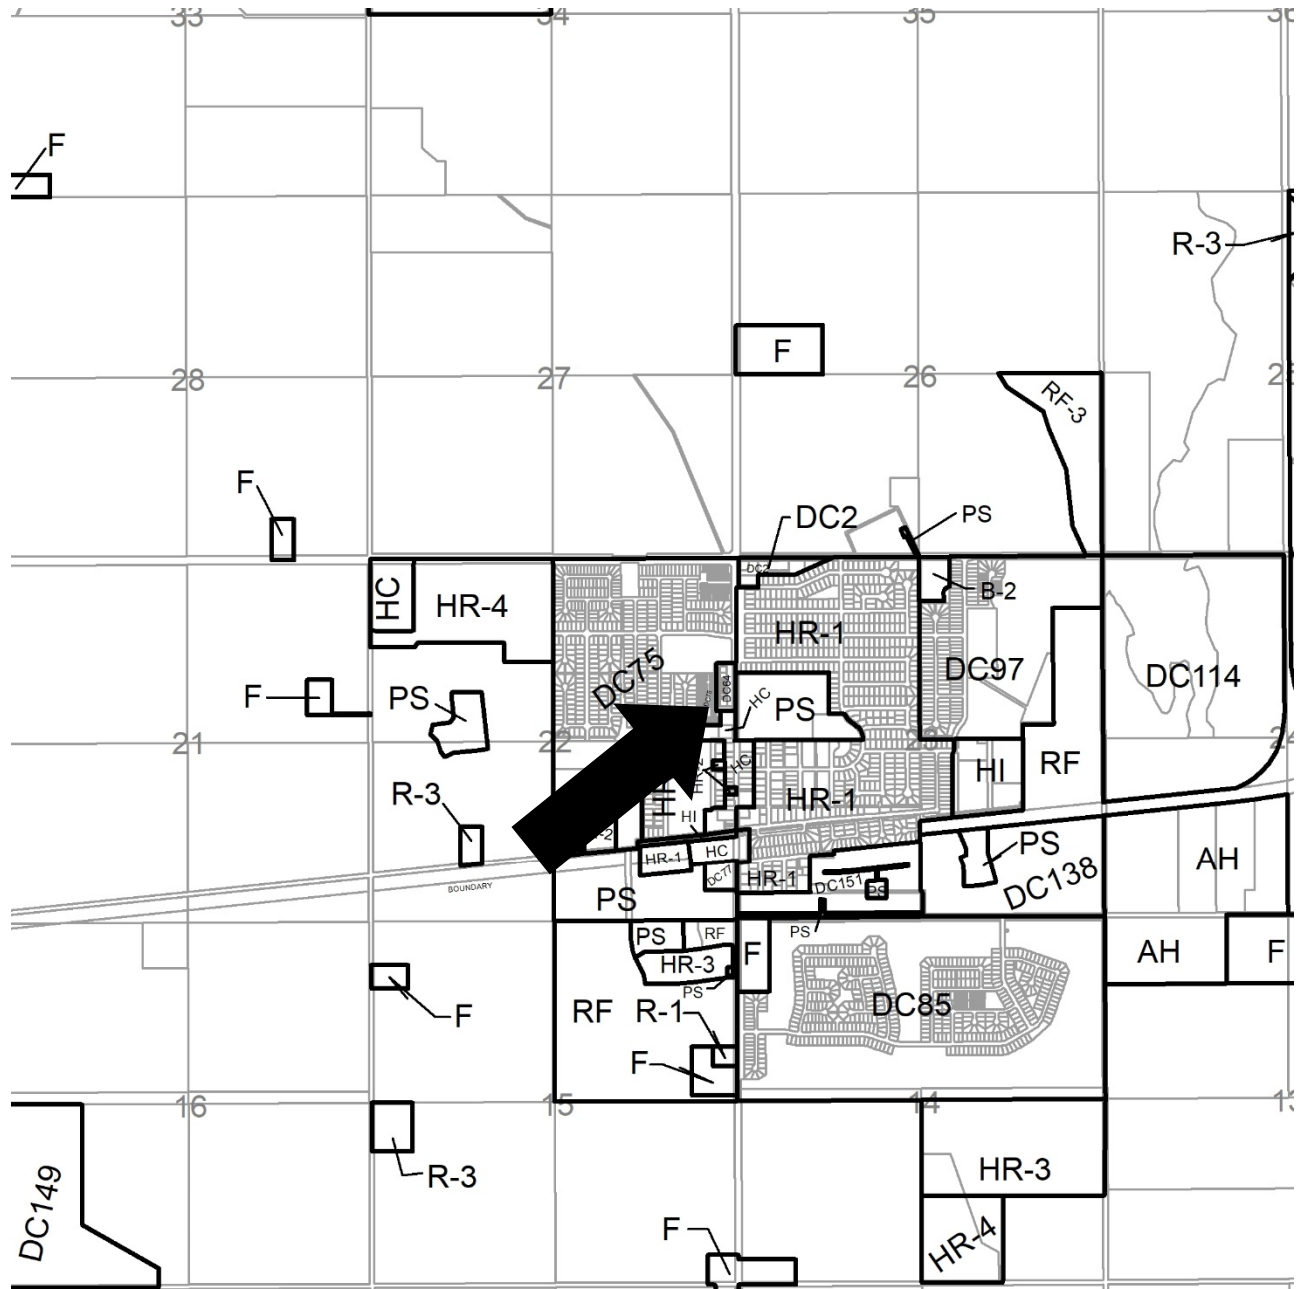 33
34
35
F
R-3
F
28
27
26
RF-3
F
DC2
PS
DC2
B-2
HC
HR-4
HR-1
DC75
DC97
DC114
DC64
F
PS
HC
PS
21
22
HC
HI
RF
R-3
HR-1
HI
HR-1
HC
PS
DC77
HR-1
DC151
PS
DC138
AH
BOUNDARY
PS
PS
RF
PS
F
AH
F
HR-3
PS
F
RF
R-1
DC85
F
16
15
14
R-3
HR-3
DC149
F
HR-4